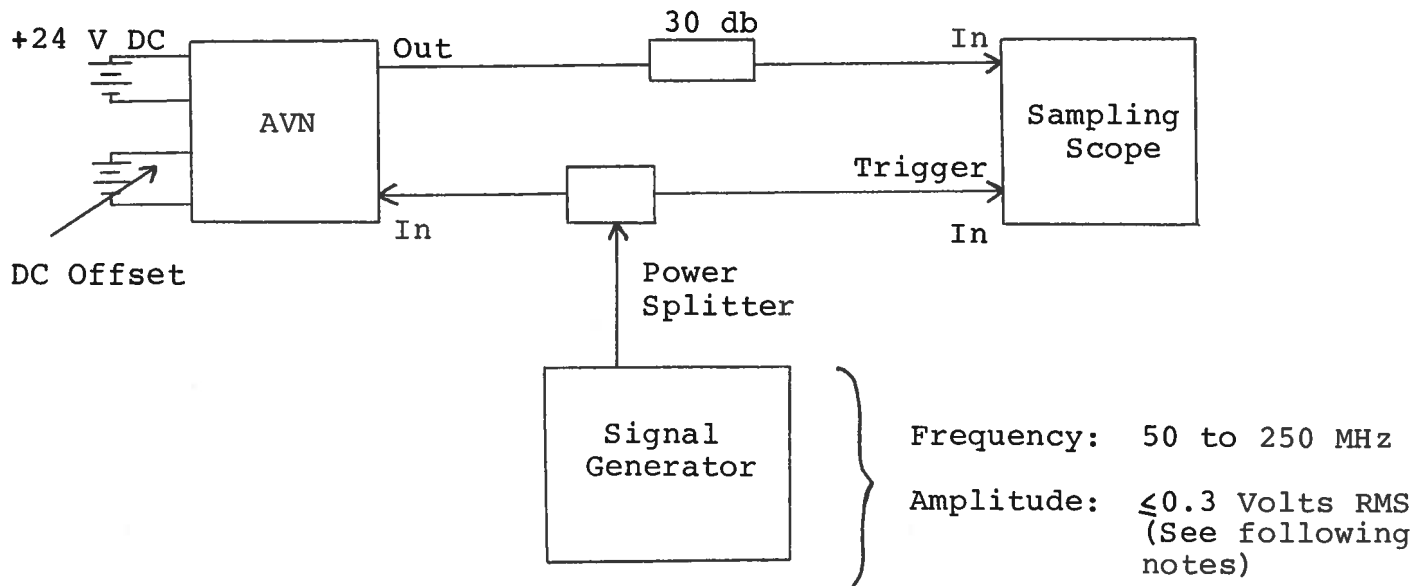 +24 V DC
Out
30 db
In
AVN
Sampling
Scope
Trigger
In
In
DC Offset
Power
Splitter
Signal
Generator
Frequency: 50 to 250 MHz
Amplitude: ≤0.3 Volts RMS
(See following
notes)